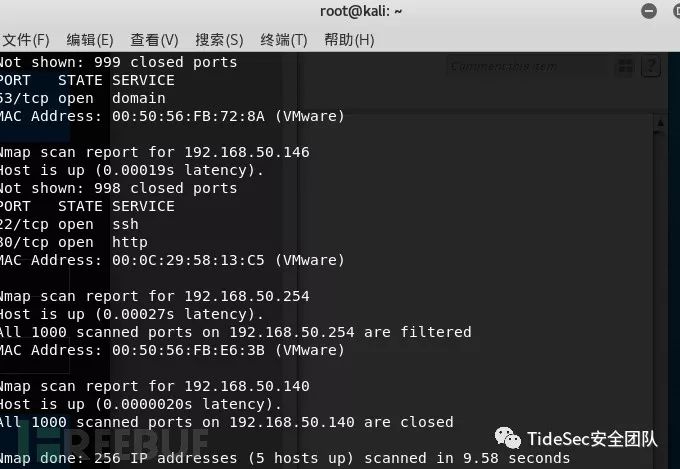 root@kali: ~
文件(F) 编辑(E) 查看(V) 搜索(S) 终端(T) 帮助(H)
Comment this item
Not shown: 999 closed ports
PORT STATE SERVICE
53/tcp open domain
MAC Address: 00:50:56:FB:72:8A (VMware)
Nmap scan report for 192.168.50.146
Host is up (0.00019s latency).
Not shown: 998 closed ports
PORT STATE SERVICE
22/tcp open ssh
80/tcp open http
MAC Address: 00:0C:29:58:13:C5 (VMware)
Nmap scan report for 192.168.50.254
Host is up (0.00027s latency).
All 1000 scanned ports on 192.168.50.254 are filtered
MAC Address: 00:50:56:FB:E6:3B (VMware)
Nmap scan report for 192.168.50.140
Host is up (0.0000020s latency).
All 1000 scanned ports on 192.168.50.140 are closed
FREEBUF
TideSec安全团队
Nmap done: 256 IP addresses (5 hosts up) scanned in 9.58 seconds